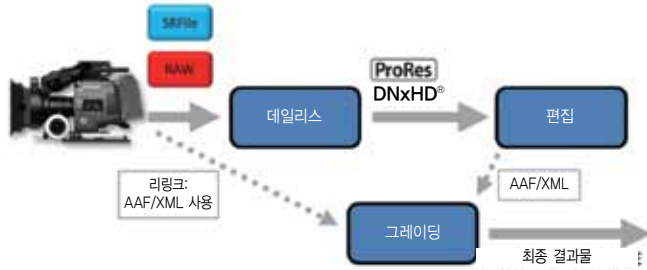 SRFile
RAW
ProRes
DNxHD®
데일리스
편집
리링크:
AAF/XML 사용
AAF/XML
그레이딩
최종 결과물